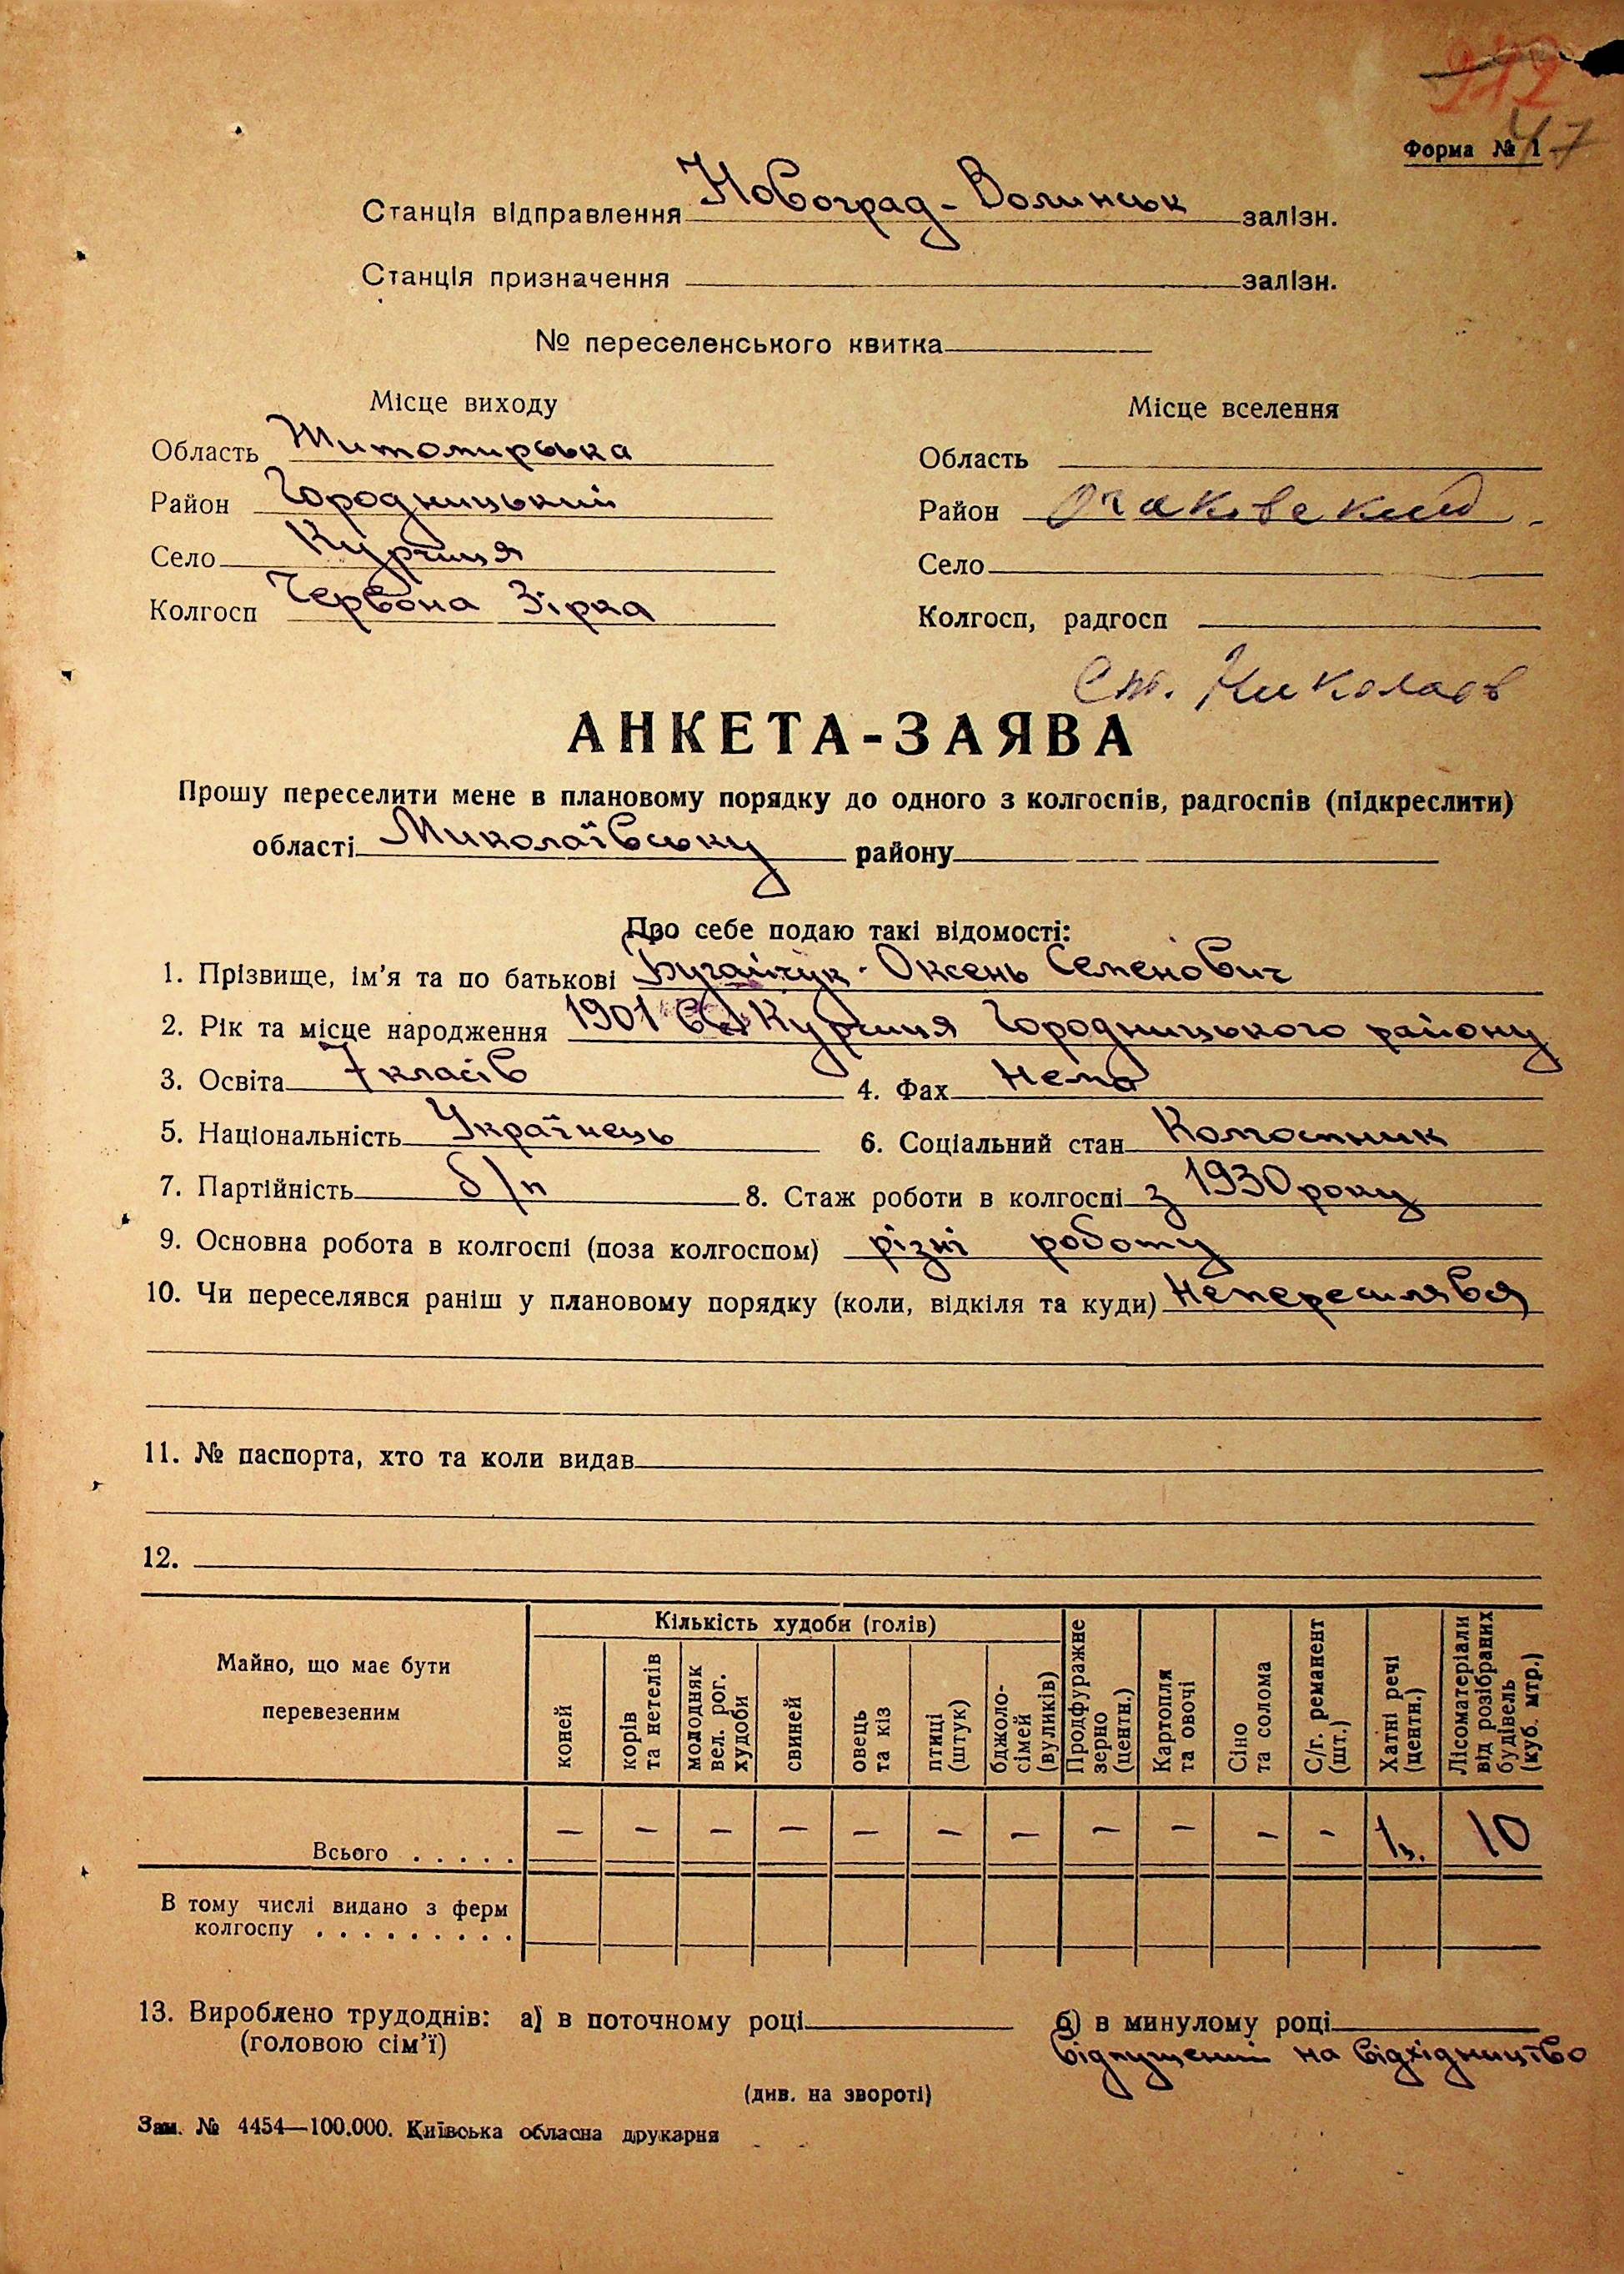 212
47
Форма № 1
Станція відправлення Новоград-Волинськ залізн.
Станція призначення залізн.
№ переселенського квитка
Місце виходу Місце вселення
Область Житомирська Область
Район Городницький Район Очаковский
Село Курчиця Село
Колгосп Червона Зірка Колгосп, радгосп
Ст. Николаев
АНКЕТА-ЗАЯВА
Прошу переселити мене в плановому порядку до одного з колгоспів, радгоспів (підкреслити)
області Миколаївську району
Про себе подаю такі відомості:
1. Прізвище, ім'я та по батькові Бугайчук Оксень Семенович
2. Рік та місце народження 1901 Курчиця Городницького району
3. Освіта 7 класів 4. Фах Нема
5. Національність Українець 6. Соціальний стан Колгоспник
7. Партійність б/п 8. Стаж роботи в колгоспі з 1930 року
9. Основна робота в колгоспі (поза колгоспом) різні роботу
10. Чи переселявся раніш у плановому порядку (коли, відкіля та куди) Непереселявся
11. № паспорта, хто та коли видав
12.
Майно, що має бути перевезеним
Кількість худоби (голів)
коней
корів та нетелів
молодняк вел. рог. худоби
свиней
овець та кіз
птиці (штук)
бджоло-сімей (вуликів)
Продфуражне зерно (центн.)
Картопля та овочі
Сіно та солома
С/г. реманент (шт.)
Хатні речі (центн.)
Лісоматеріали від розібраних будівель (куб. мтр.)
Всього . . . . . — — — — — — — — — — — 10
В тому числі видано з ферм
колгоспу . . . . . . . . .
13. Вироблено трудоднів: а) в поточному році б) в минулому році
(головою сім'ї) відпущений на відхідництво
(див. на звороті)
Зам. № 4454—100.000. Київська обласна друкарня